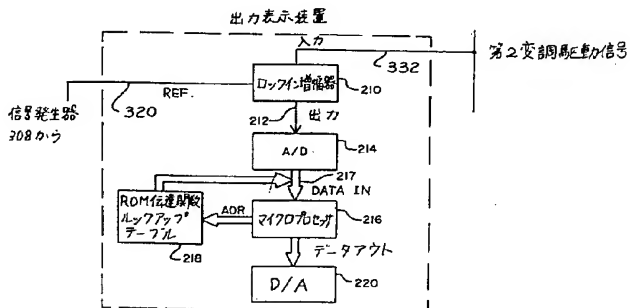 出力表示装置
入力
332
第2変調駆動信号
ロックイン増幅器
210
REF.
320
信号発生器
308から
212
出力
A/D
214
217
DATA IN
ROM伝達関数
ルックアップ
テーブル
218
ADR
マイクロプロセッサ
216
データアウト
D/A
220